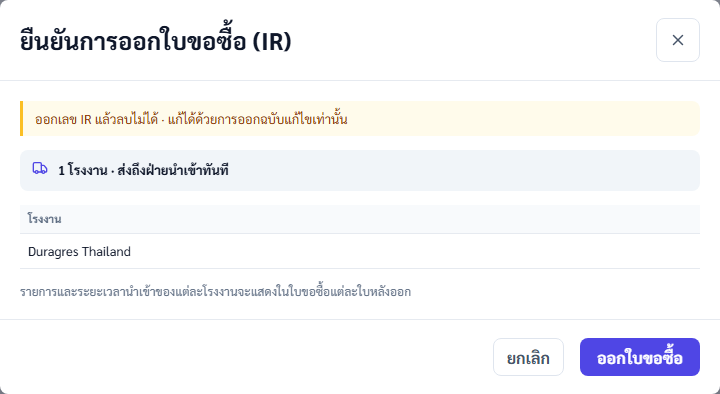 ยืนยันการออกใบขอซื้อ (IR)
ออกเลข IR แล้วลบไม่ได้ · แก้ได้ด้วยการออกฉบับแก้ไขเท่านั้น
1 โรงงาน · ส่งถึงฝ่ายนำเข้าทันที
โรงงาน
Duragres Thailand
รายการและระยะเวลานำเข้าของแต่ละโรงงานจะแสดงในใบขอซื้อแต่ละใบหลังออก
ยกเลิก
ออกใบขอซื้อ